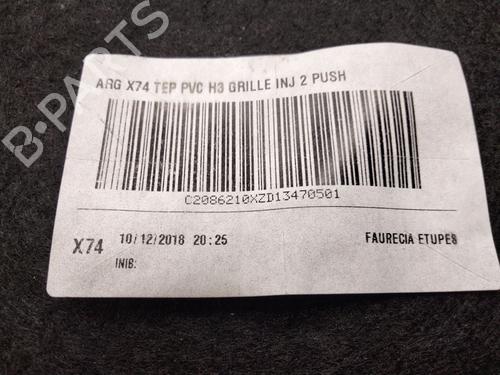 ARG X74 TEP PVC H3 GRILLE INJ 2 PUSH
C2086210XZD13470501
X74 10/12/2018 20:25 FAURECIA ETUPES
INIB:
B-PARTS